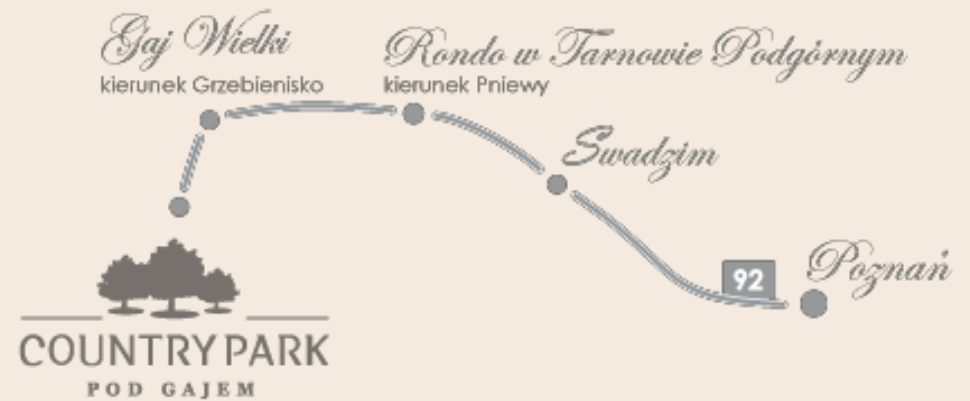 Gaj Wielki
kierunek Grzebienisko
Rondo w Tarnowie Podgórnym
kierunek Pniewy
Swadzim
92
Poznań
COUNTRY PARK
POD GAJEM